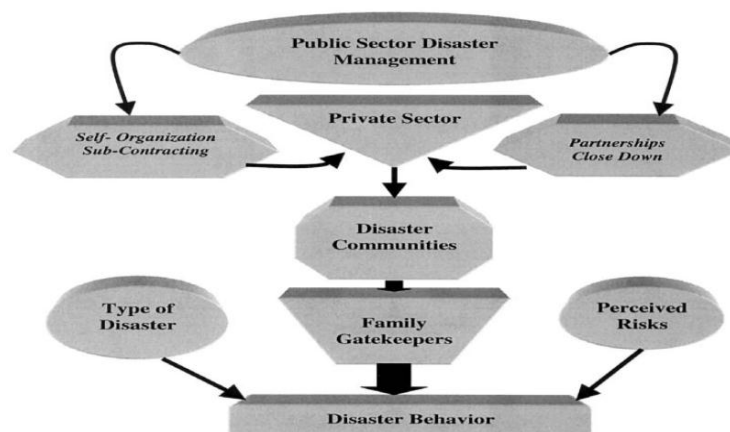 Public Sector Disaster
Management
Private Sector
Self- Organization
Sub-Contracting
Partnerships
Close Down
Disaster
Communities
Type of
Disaster
Family
Gatekeepers
Perceived
Risks
Disaster Behavior